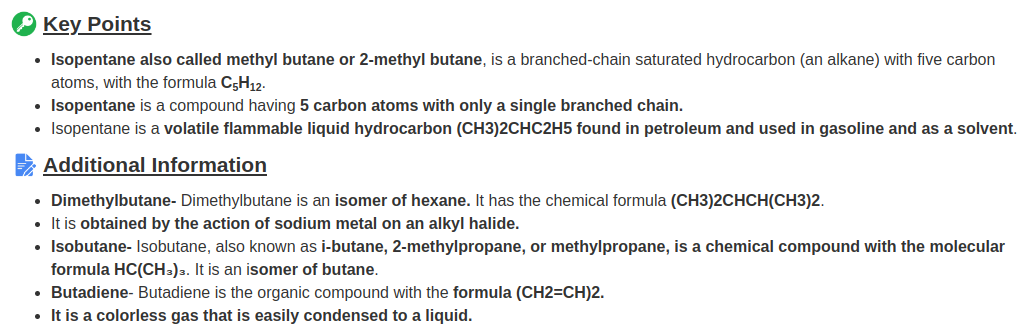 Key Points
• Isopentane also called methyl butane or 2-methyl butane, is a branched-chain saturated hydrocarbon (an alkane) with five carbon
atoms, with the formula C₅H₁₂.
• Isopentane is a compound having 5 carbon atoms with only a single branched chain.
• Isopentane is a volatile flammable liquid hydrocarbon (CH3)2CHC2H5 found in petroleum and used in gasoline and as a solvent.
Additional Information
• Dimethylbutane- Dimethylbutane is an isomer of hexane. It has the chemical formula (CH3)2CHCH(CH3)2.
• It is obtained by the action of sodium metal on an alkyl halide.
• Isobutane- Isobutane, also known as i-butane, 2-methylpropane, or methylpropane, is a chemical compound with the molecular
formula HC(CH₃)₃. It is an isomer of butane.
• Butadiene- Butadiene is the organic compound with the formula (CH2=CH)2.
• It is a colorless gas that is easily condensed to a liquid.